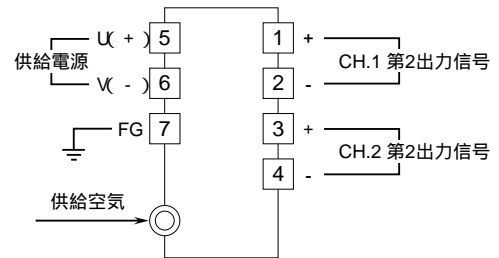 U( + ) 5 1 +
供給電源 CH.1 第2出力信号
V( - ) 6 2 -
FG 7 3 +
CH.2 第2出力信号
4 -
供給空気